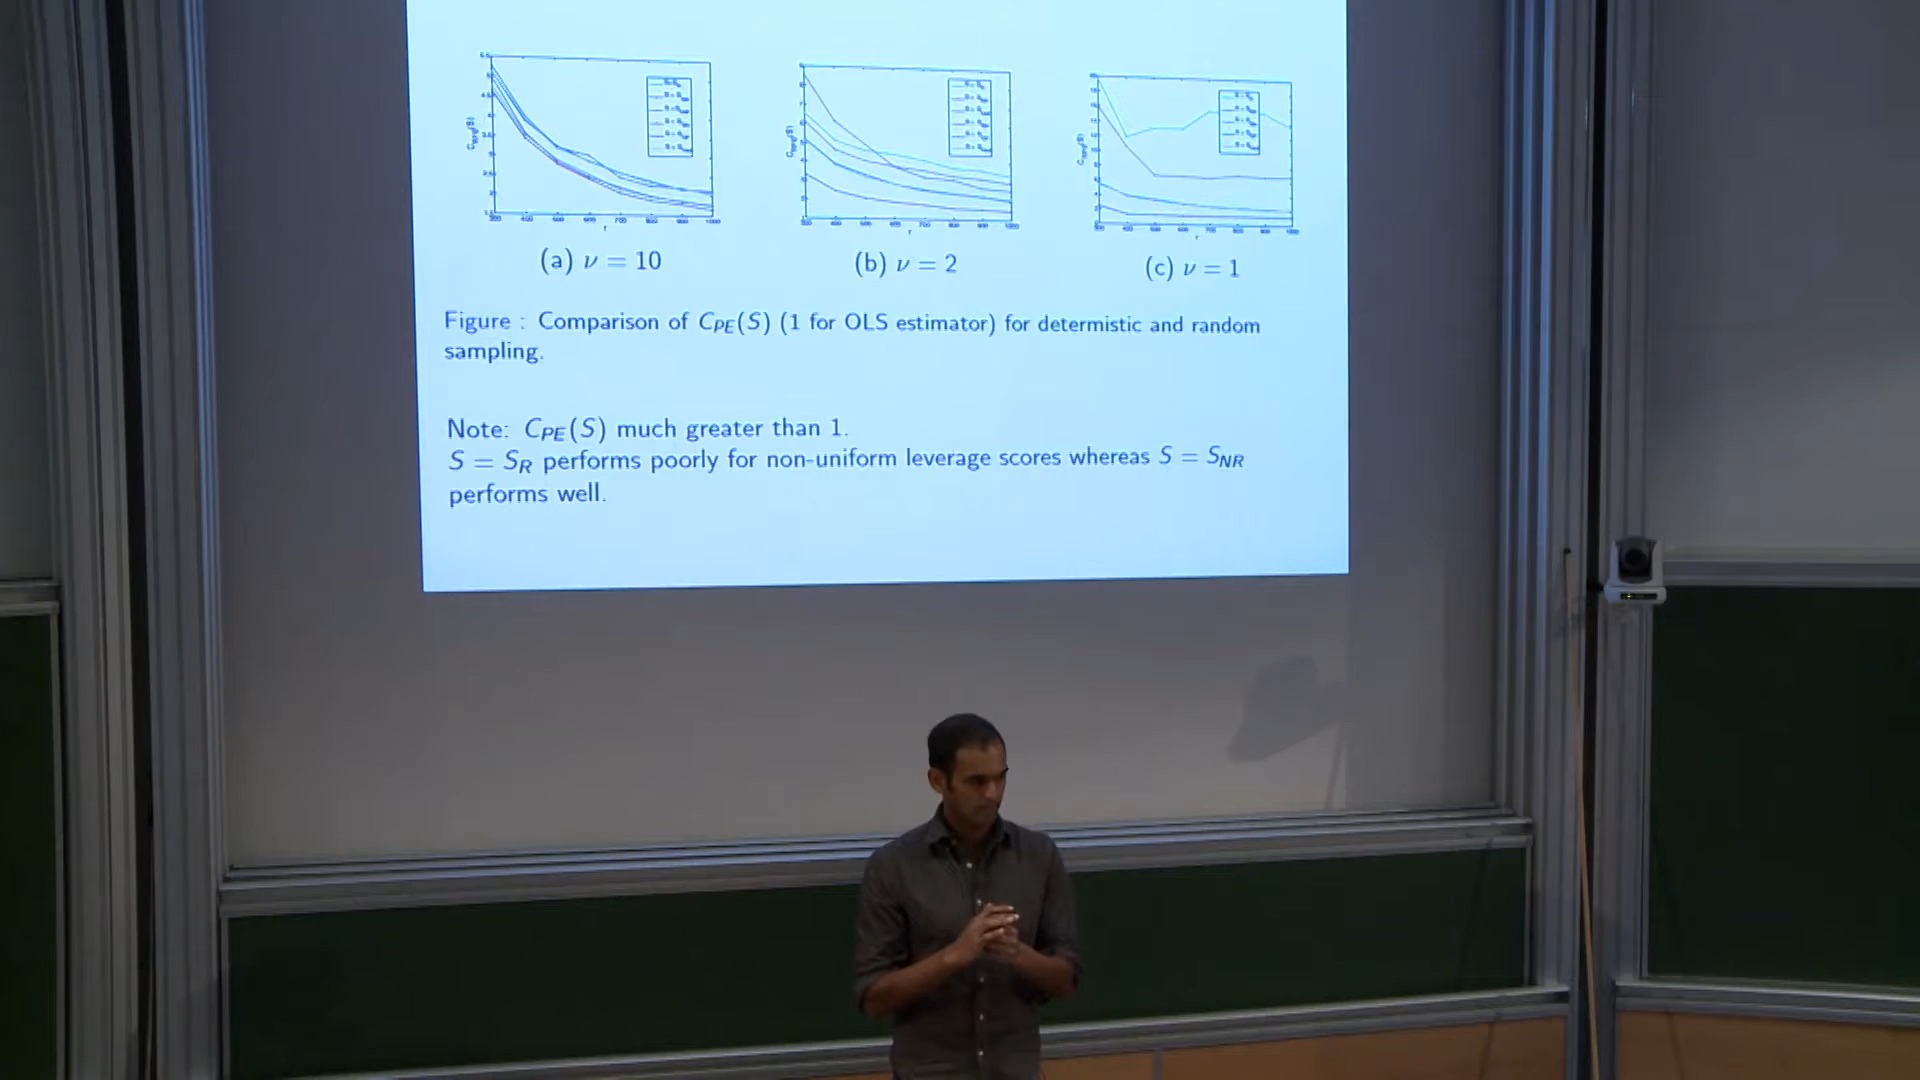 (a) ν = 10
(b) ν = 2
(c) ν = 1
Figure : Comparison of C_PE(S) (1 for OLS estimator) for determistic and random
sampling.
Note: C_PE(S) much greater than 1.
S = S_R performs poorly for non-uniform leverage scores whereas S = S_NR
performs well.